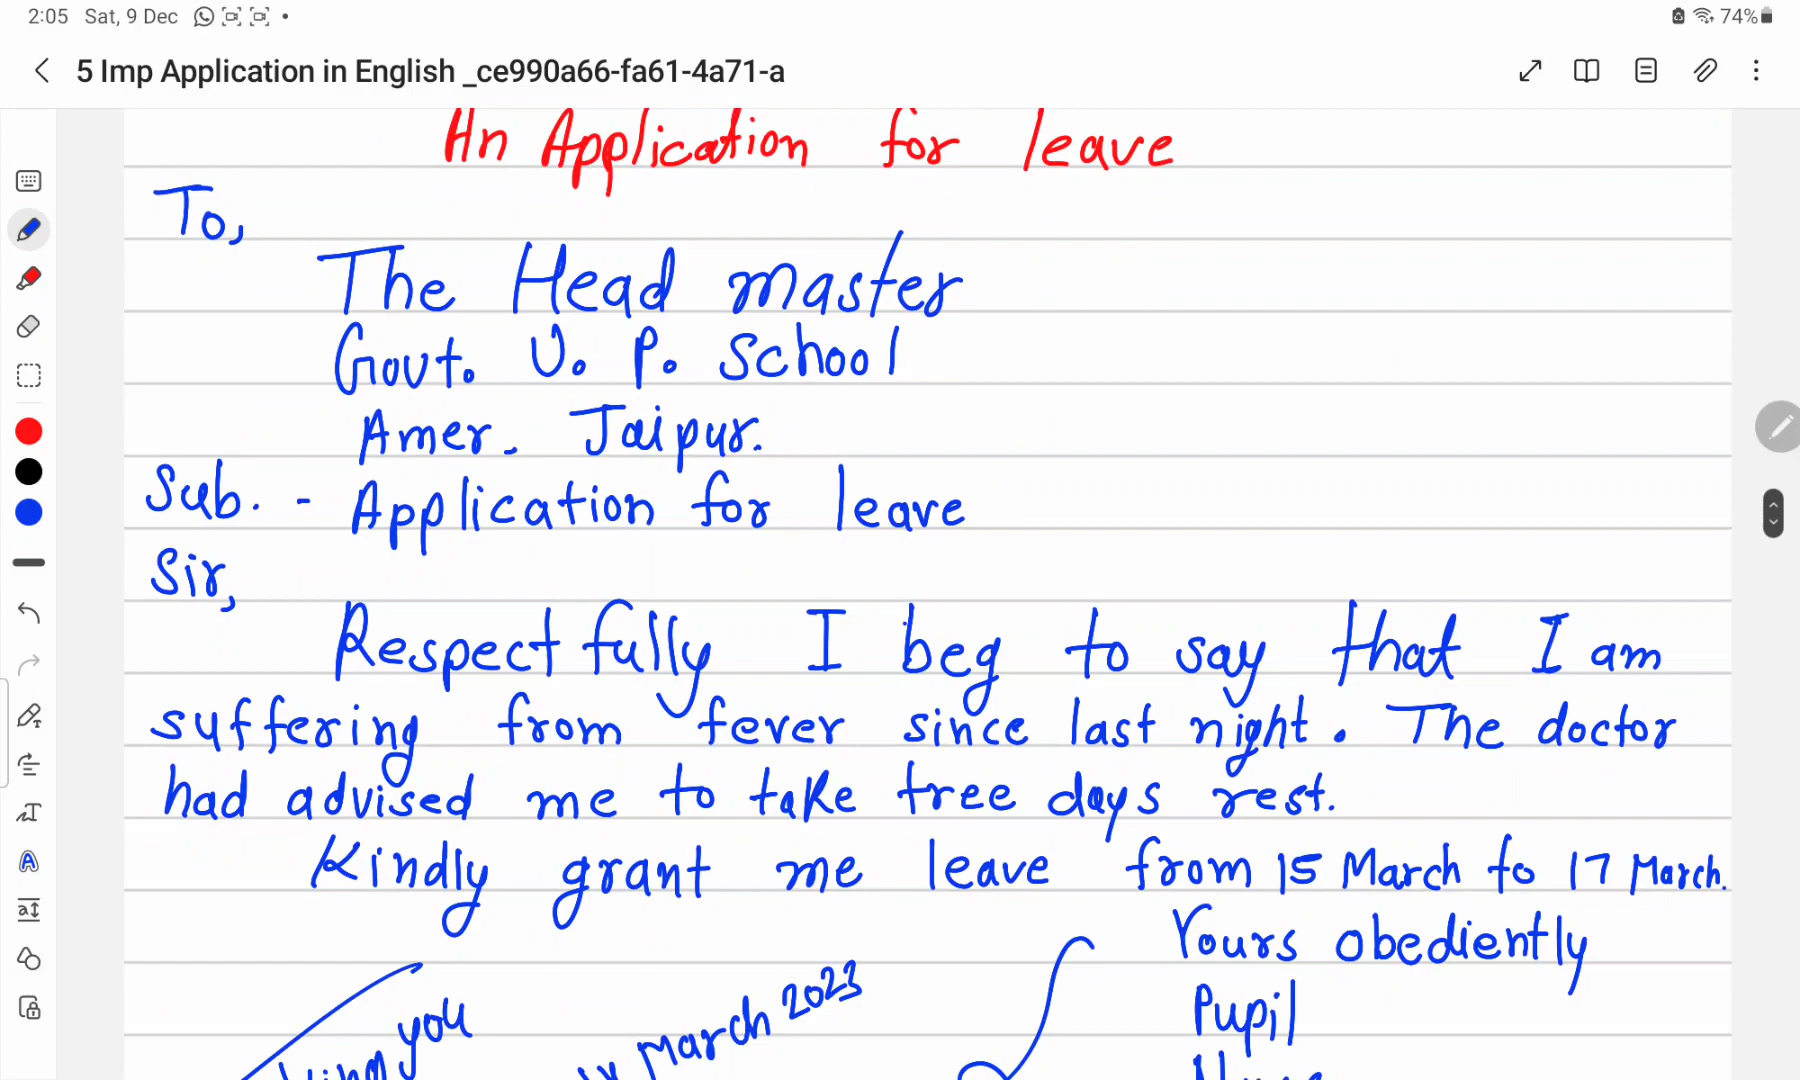 2:05 Sat, 9 Dec
74%
5 Imp Application in English _ce990a66-fa61-4a71-a
An Application for leave
To,
The Head master
Govt. U. P. School
Amer. Jaipur.
Sub. - Application for leave
Sir,
Respectfully I beg to say that I am
suffering from fever since last night. The doctor
had advised me to take tree days rest.
Kindly grant me leave from 15 March to 17 March.
Yours obediently
Pupil
you
March 2023